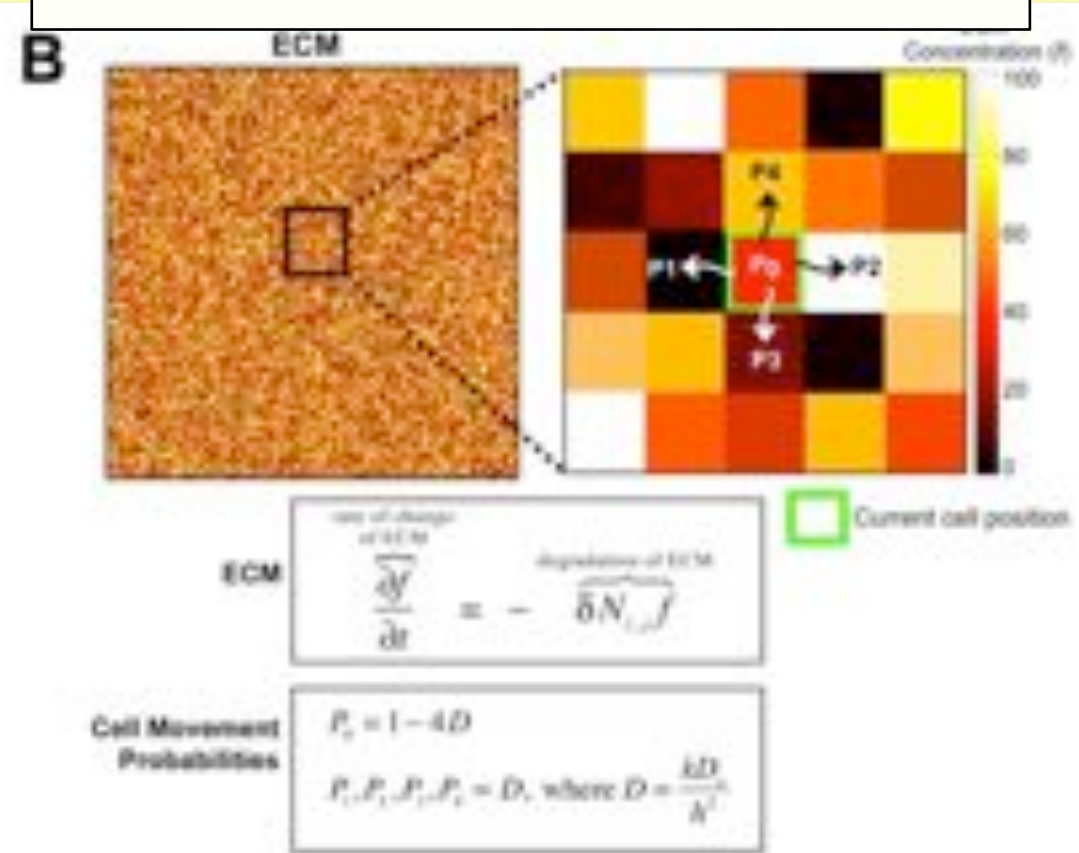 B
ECM
Concentration (f)
100
80
60
40
20
0
P4
P1 P0 P2
P3
Current cell position
rate of change
of ECM
ECM
∂f/∂t = − δN f
degradation of ECM
Cell Movement
Probabilities
P₀ = 1 − 4D
P₁, P₂, P₃, P₄ = D, where D = kDₙ/h²